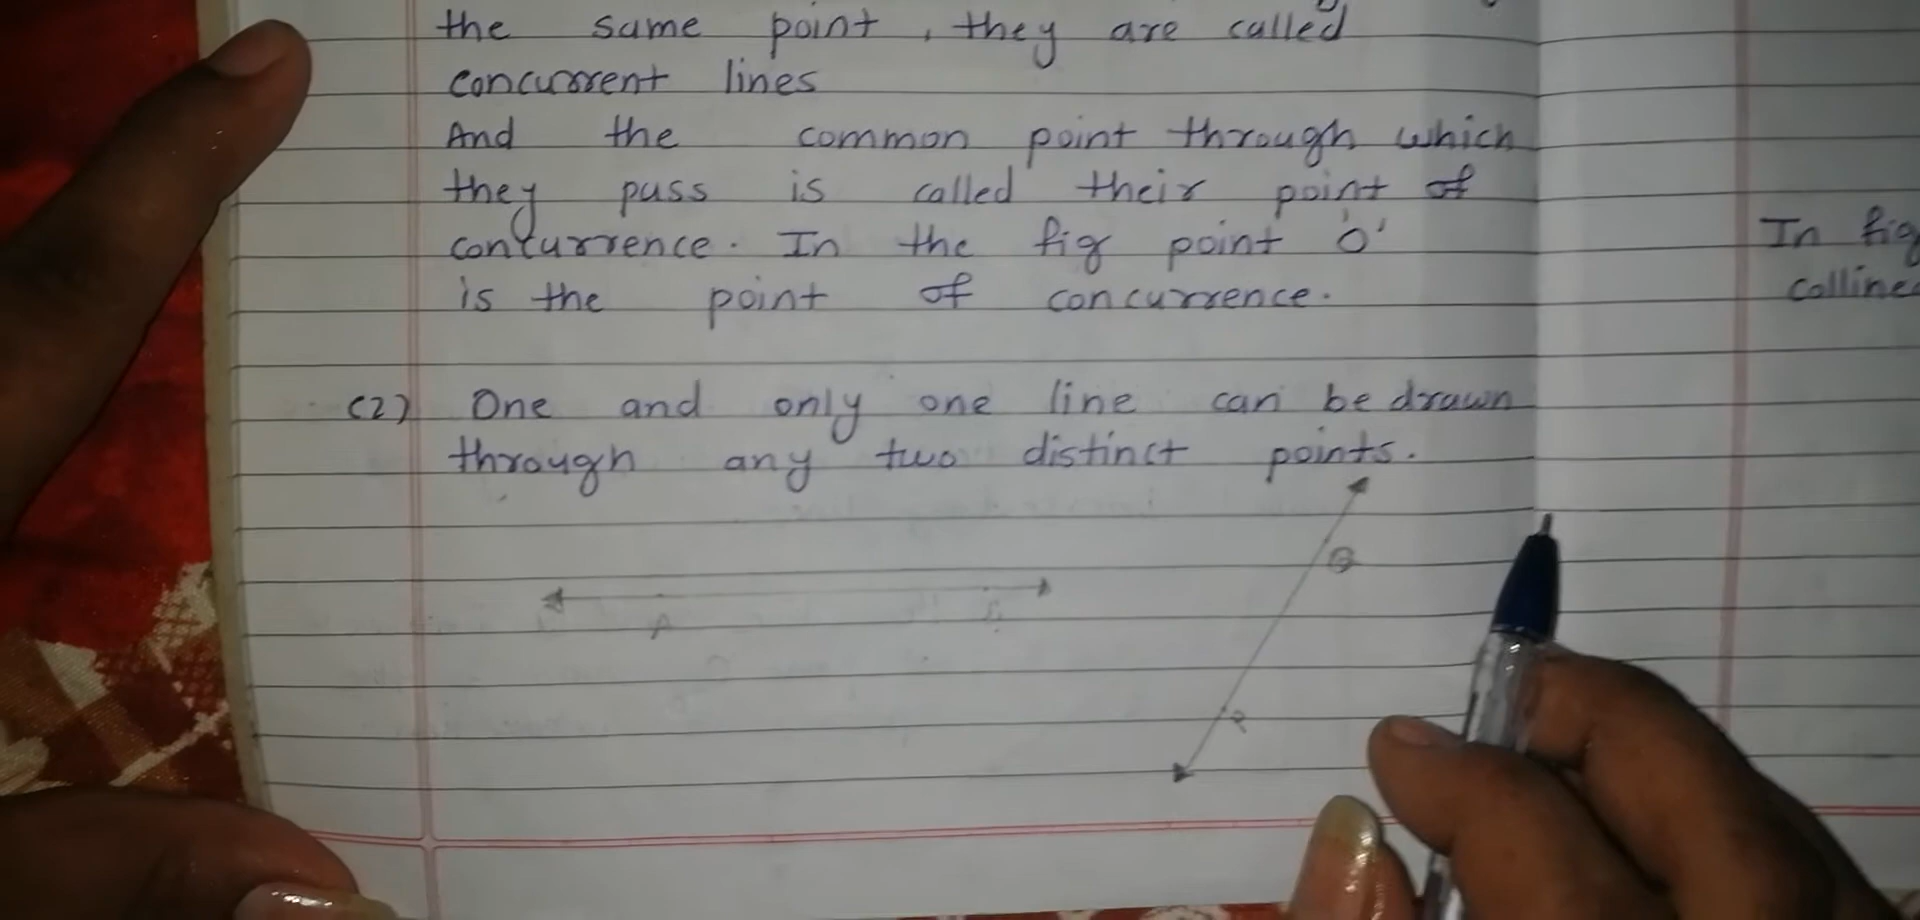 the same point, they are called
concurrent lines
And the common point through which
they pass is called their point of
concurrence. In the fig point 'O'
is the point of concurrence.
(2) One and only one line can be drawn
through any two distinct points.
A
Q
P
In fig